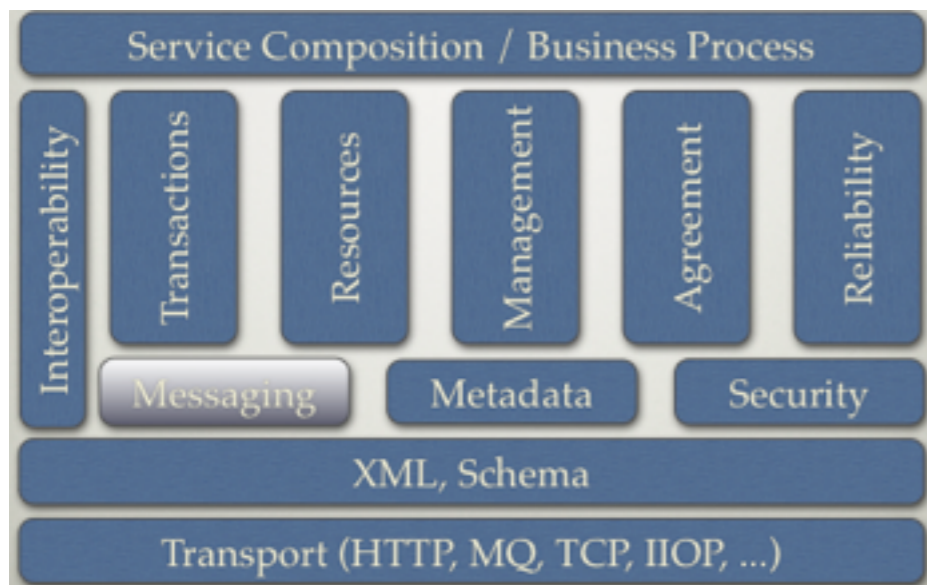 Service Composition / Business Process
Interoperability
Transactions
Resources
Management
Agreement
Reliability
Messaging
Metadata
Security
XML, Schema
Transport (HTTP, MQ, TCP, IIOP, ...)